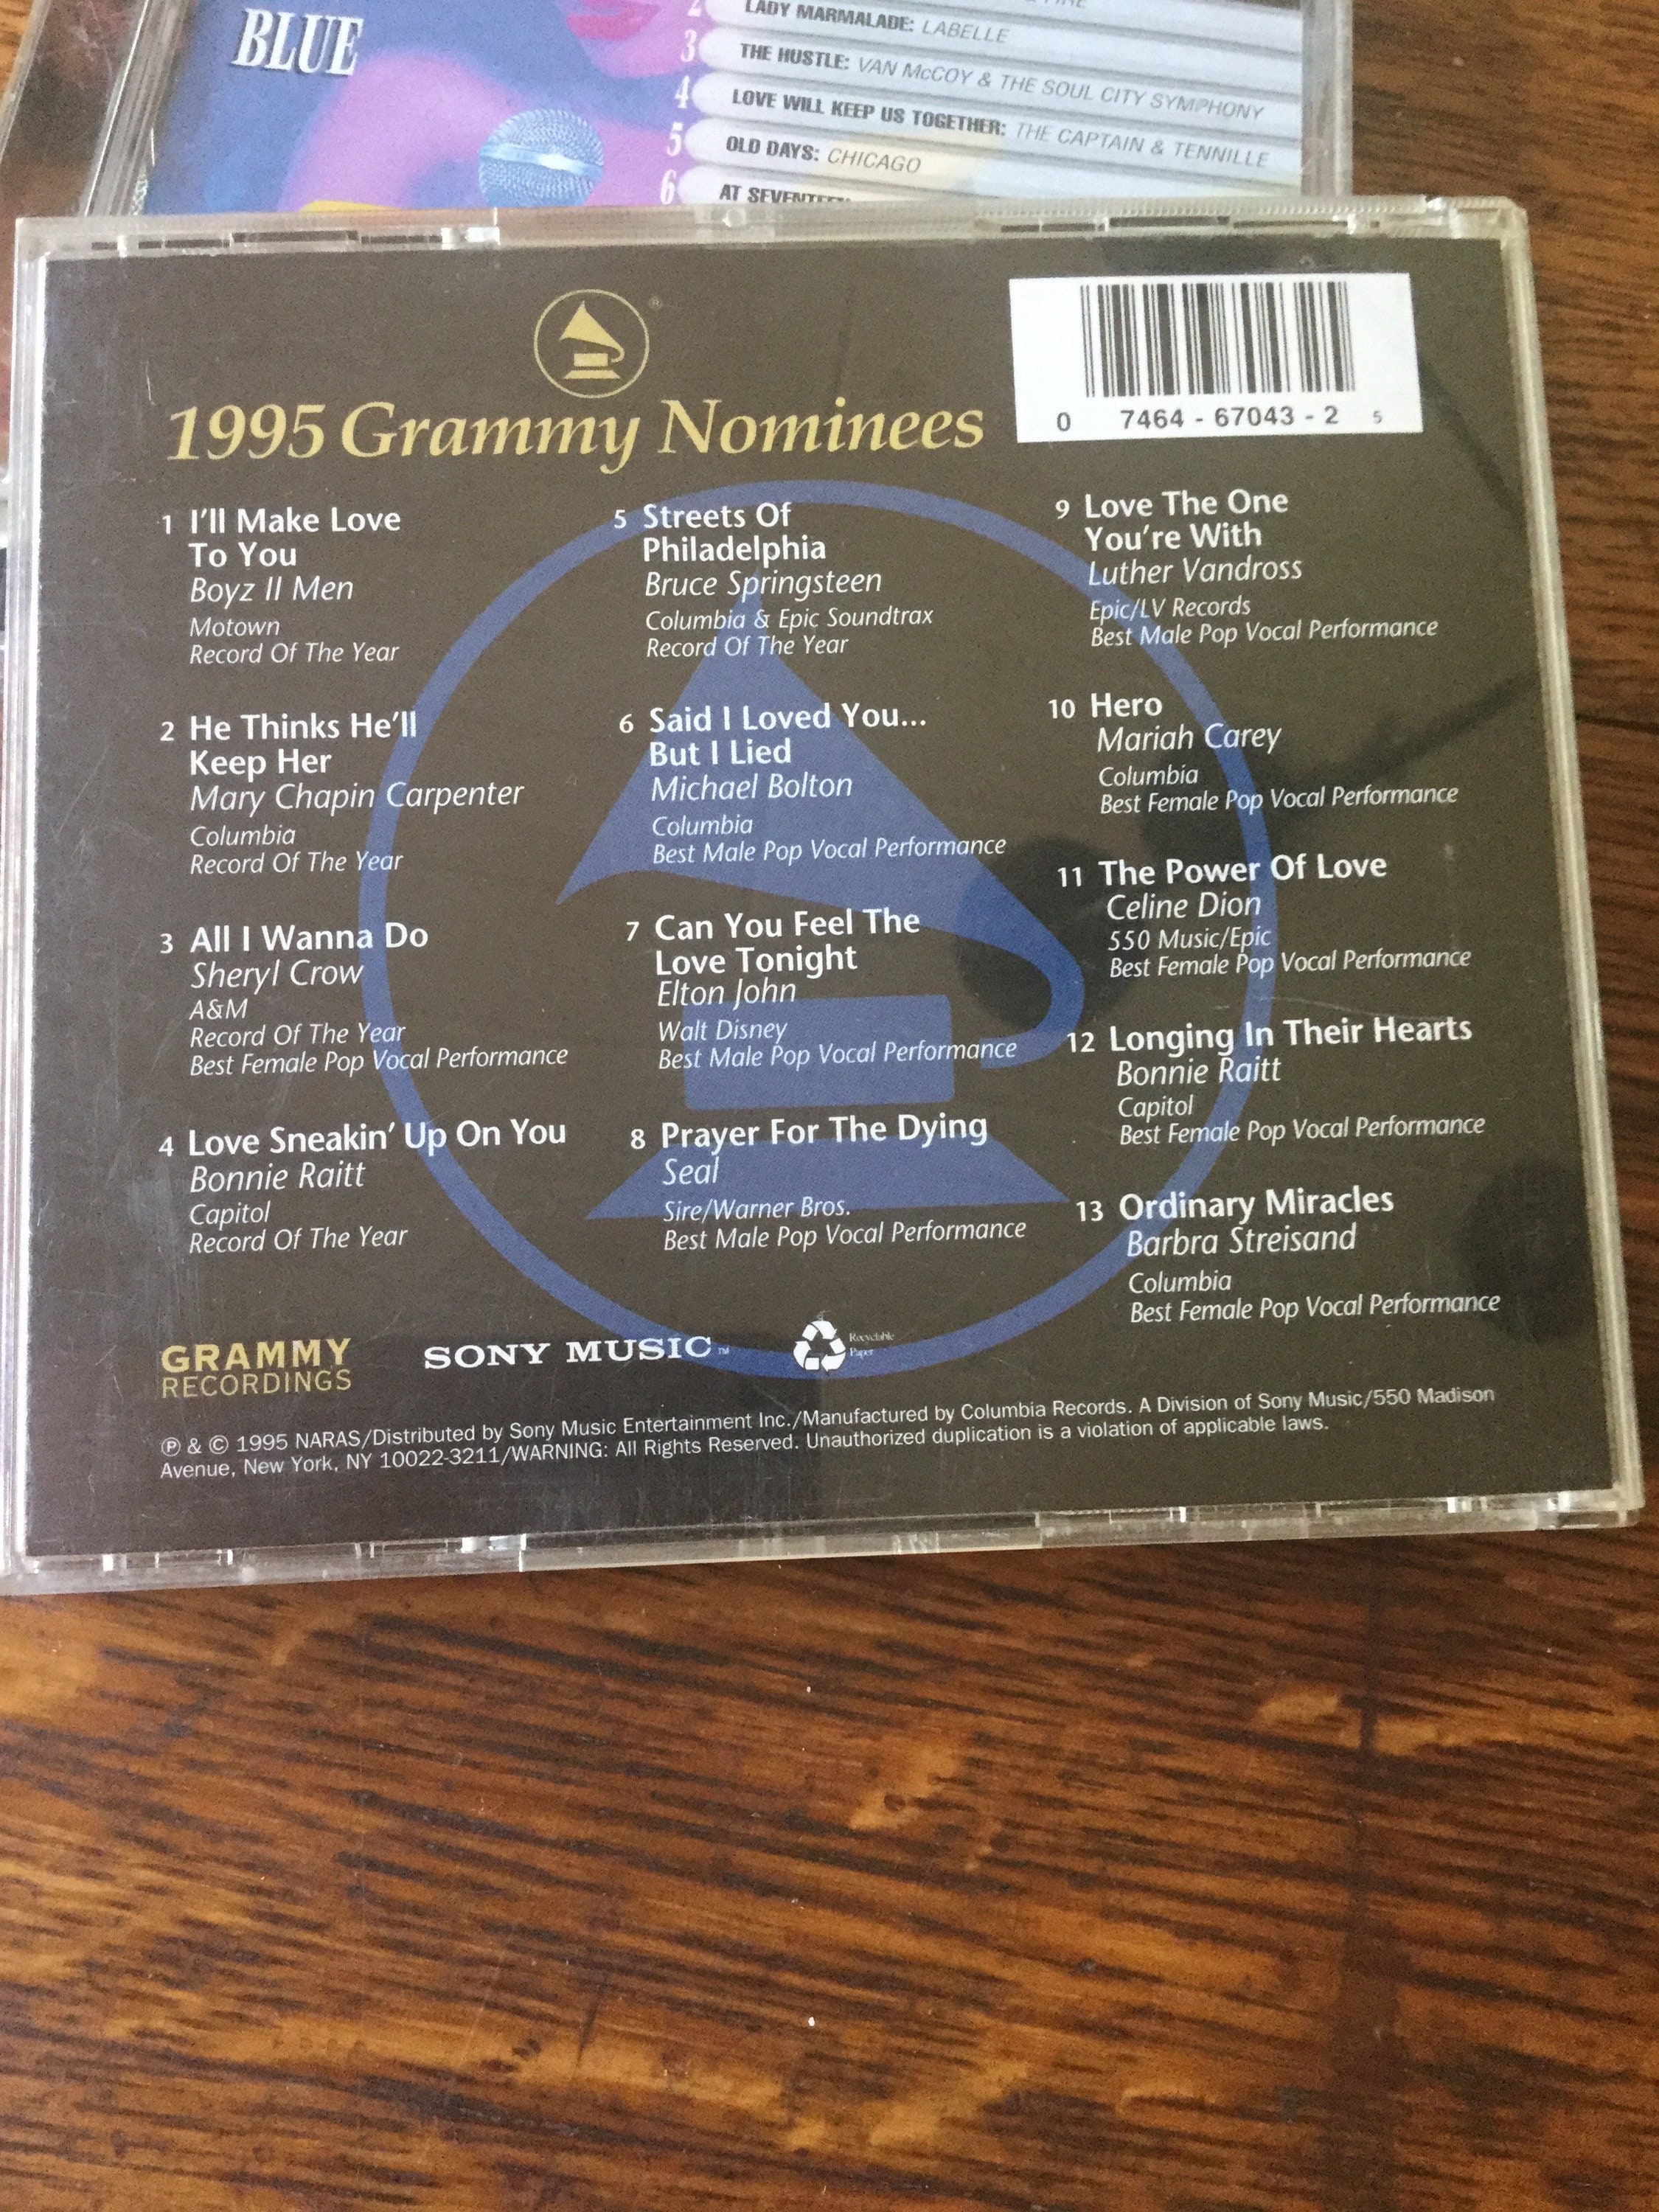 BLUE
2 LADY MARMALADE: LABELLE
3 THE HUSTLE: VAN McCOY & THE SOUL CITY SYMPHONY
4 LOVE WILL KEEP US TOGETHER: THE CAPTAIN & TENNILLE
5 OLD DAYS: CHICAGO
6 AT SEVENTEEN:
®
1995 Grammy Nominees
0 7464 - 67043 - 2 5
1 I'll Make Love
To You
Boyz II Men
Motown
Record Of The Year
2 He Thinks He'll
Keep Her
Mary Chapin Carpenter
Columbia
Record Of The Year
3 All I Wanna Do
Sheryl Crow
A&M
Record Of The Year
Best Female Pop Vocal Performance
4 Love Sneakin' Up On You
Bonnie Raitt
Capitol
Record Of The Year
5 Streets Of
Philadelphia
Bruce Springsteen
Columbia & Epic Soundtrax
Record Of The Year
6 Said I Loved You...
But I Lied
Michael Bolton
Columbia
Best Male Pop Vocal Performance
7 Can You Feel The
Love Tonight
Elton John
Walt Disney
Best Male Pop Vocal Performance
8 Prayer For The Dying
Seal
Sire/Warner Bros.
Best Male Pop Vocal Performance
9 Love The One
You're With
Luther Vandross
Epic/LV Records
Best Male Pop Vocal Performance
10 Hero
Mariah Carey
Columbia
Best Female Pop Vocal Performance
11 The Power Of Love
Celine Dion
550 Music/Epic
Best Female Pop Vocal Performance
12 Longing In Their Hearts
Bonnie Raitt
Capitol
Best Female Pop Vocal Performance
13 Ordinary Miracles
Barbra Streisand
Columbia
Best Female Pop Vocal Performance
GRAMMY
RECORDINGS
SONY MUSIC™
Recyclable
Paper
℗ & © 1995 NARAS/Distributed by Sony Music Entertainment Inc./Manufactured by Columbia Records. A Division of Sony Music/550 Madison
Avenue, New York, NY 10022-3211/WARNING: All Rights Reserved. Unauthorized duplication is a violation of applicable laws.